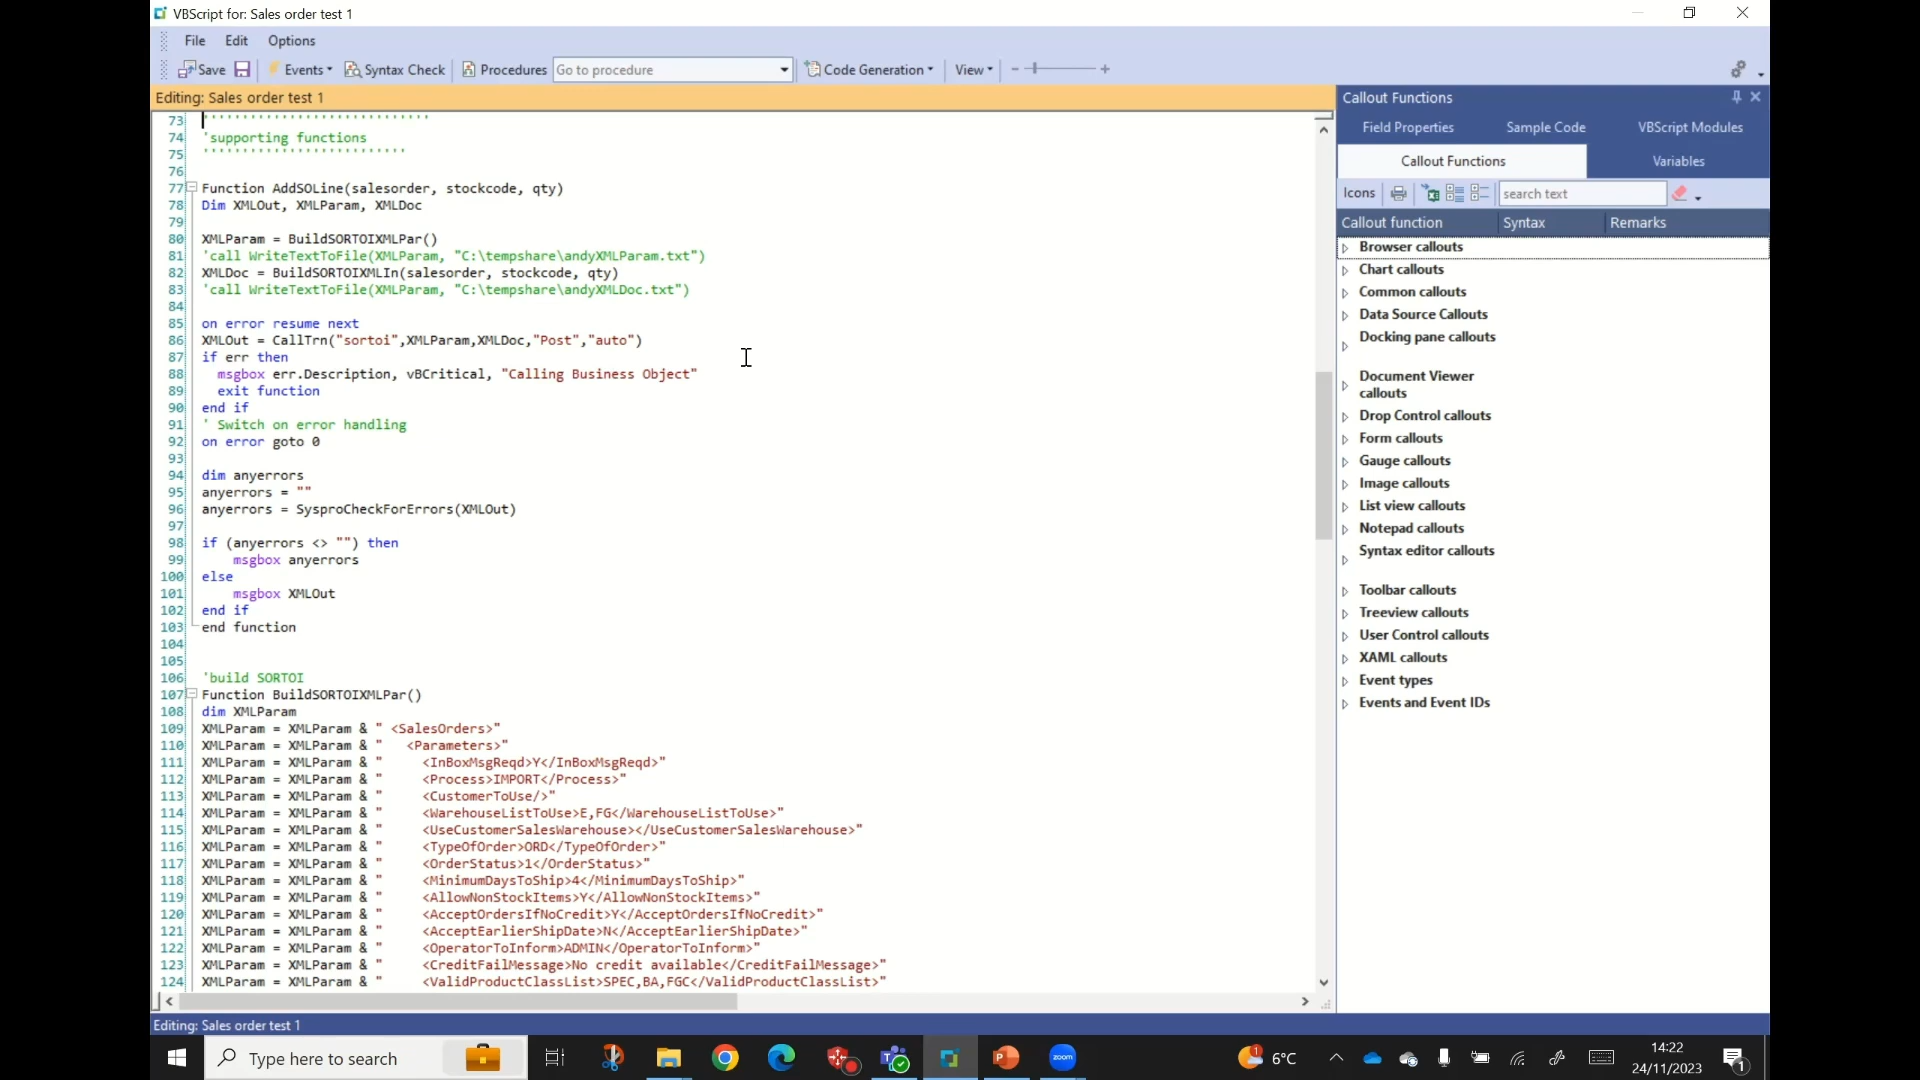 VBScript for: Sales order test 1
File Edit Options
Save Events Syntax Check Procedures Go to procedure Code Generation View
Editing: Sales order test 1
73 '''''''''''''''''''''''''''''
74 'supporting functions
75 ''''''''''''''''''''''''''
76
77 Function AddSOLine(salesorder, stockcode, qty)
78 Dim XMLOut, XMLParam, XMLDoc
79
80 XMLParam = BuildSORTOIXMLPar()
81 'call WriteTextToFile(XMLParam, "C:\tempshare\andyXMLParam.txt")
82 XMLDoc = BuildSORTOIXMLIn(salesorder, stockcode, qty)
83 'call WriteTextToFile(XMLParam, "C:\tempshare\andyXMLDoc.txt")
84
85 on error resume next
86 XMLOut = CallTrn("sortoi",XMLParam,XMLDoc,"Post","auto")
87 if err then
88 msgbox err.Description, vBCritical, "Calling Business Object"
89 exit function
90 end if
91 ' Switch on error handling
92 on error goto 0
93
94 dim anyerrors
95 anyerrors = ""
96 anyerrors = SysproCheckForErrors(XMLOut)
97
98 if (anyerrors <> "") then
99 msgbox anyerrors
100 else
101 msgbox XMLOut
102 end if
103 end function
104
105
106 'build SORTOI
107 Function BuildSORTOIXMLPar()
108 dim XMLParam
109 XMLParam = XMLParam & " <SalesOrders>"
110 XMLParam = XMLParam & " <Parameters>"
111 XMLParam = XMLParam & " <InBoxMsgReqd>Y</InBoxMsgReqd>"
112 XMLParam = XMLParam & " <Process>IMPORT</Process>"
113 XMLParam = XMLParam & " <CustomerToUse/>"
114 XMLParam = XMLParam & " <WarehouseListToUse>E,FG</WarehouseListToUse>"
115 XMLParam = XMLParam & " <UseCustomerSalesWarehouse></UseCustomerSalesWarehouse>"
116 XMLParam = XMLParam & " <TypeOfOrder>ORD</TypeOfOrder>"
117 XMLParam = XMLParam & " <OrderStatus>1</OrderStatus>"
118 XMLParam = XMLParam & " <MinimumDaysToShip>4</MinimumDaysToShip>"
119 XMLParam = XMLParam & " <AllowNonStockItems>Y</AllowNonStockItems>"
120 XMLParam = XMLParam & " <AcceptOrdersIfNoCredit>Y</AcceptOrdersIfNoCredit>"
121 XMLParam = XMLParam & " <AcceptEarlierShipDate>N</AcceptEarlierShipDate>"
122 XMLParam = XMLParam & " <OperatorToInform>ADMIN</OperatorToInform>"
123 XMLParam = XMLParam & " <CreditFailMessage>No credit available</CreditFailMessage>"
124 XMLParam = XMLParam & " <ValidProductClassList>SPEC,BA,FGC</ValidProductClassList>"
Callout Functions
Field Properties Sample Code VBScript Modules
Callout Functions Variables
Icons search text
Callout function Syntax Remarks
Browser callouts
Chart callouts
Common callouts
Data Source Callouts
Docking pane callouts
Document Viewer
callouts
Drop Control callouts
Form callouts
Gauge callouts
Image callouts
List view callouts
Notepad callouts
Syntax editor callouts
Toolbar callouts
Treeview callouts
User Control callouts
XAML callouts
Event types
Events and Event IDs
Editing: Sales order test 1
Type here to search
zoom
1
6°C
14:22
24/11/2023
1